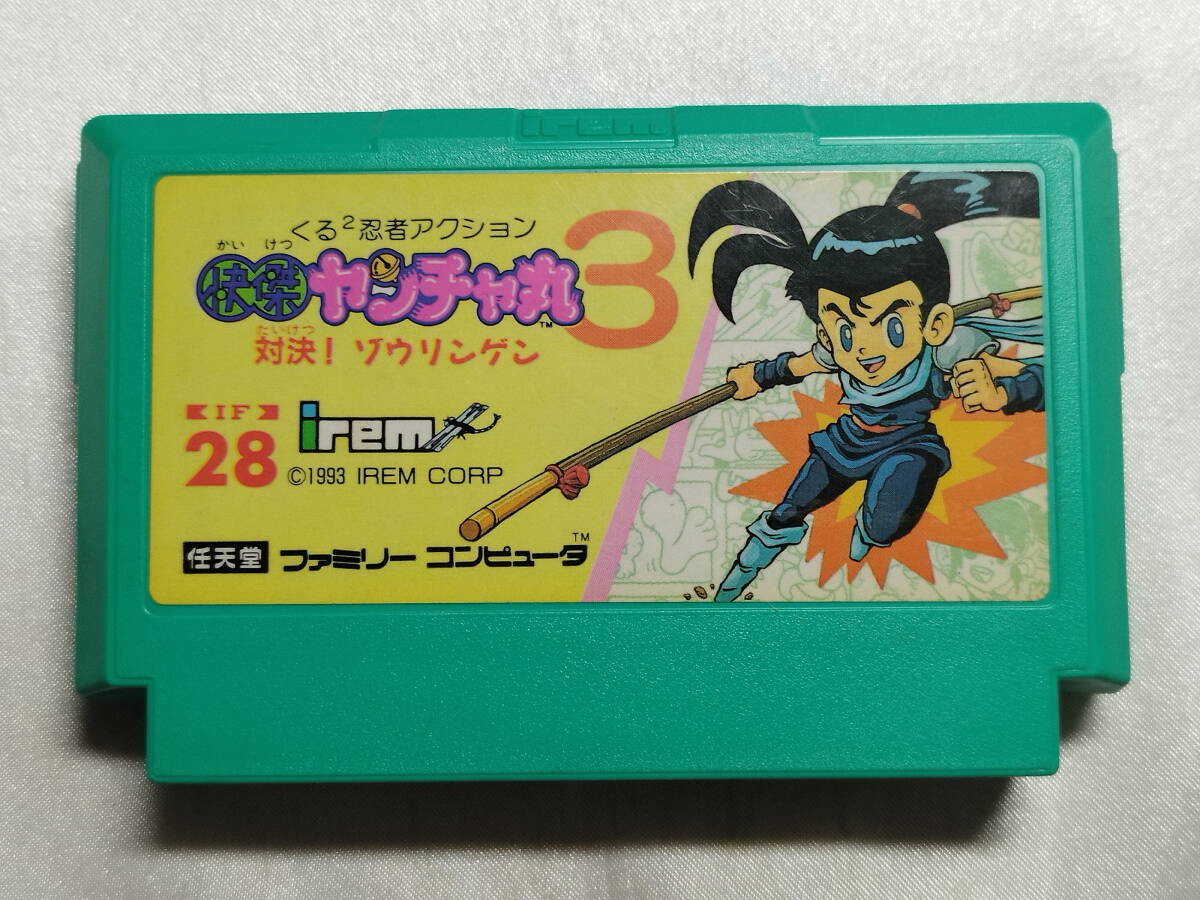 irem
くる²忍者アクション
かい けつ
快傑ヤンチャ丸3
TM
たいけつ
対決！ゾウリンゲン
IF
28
irem
©1993 IREM CORP
任天堂 ファミリー コンピュータ
TM